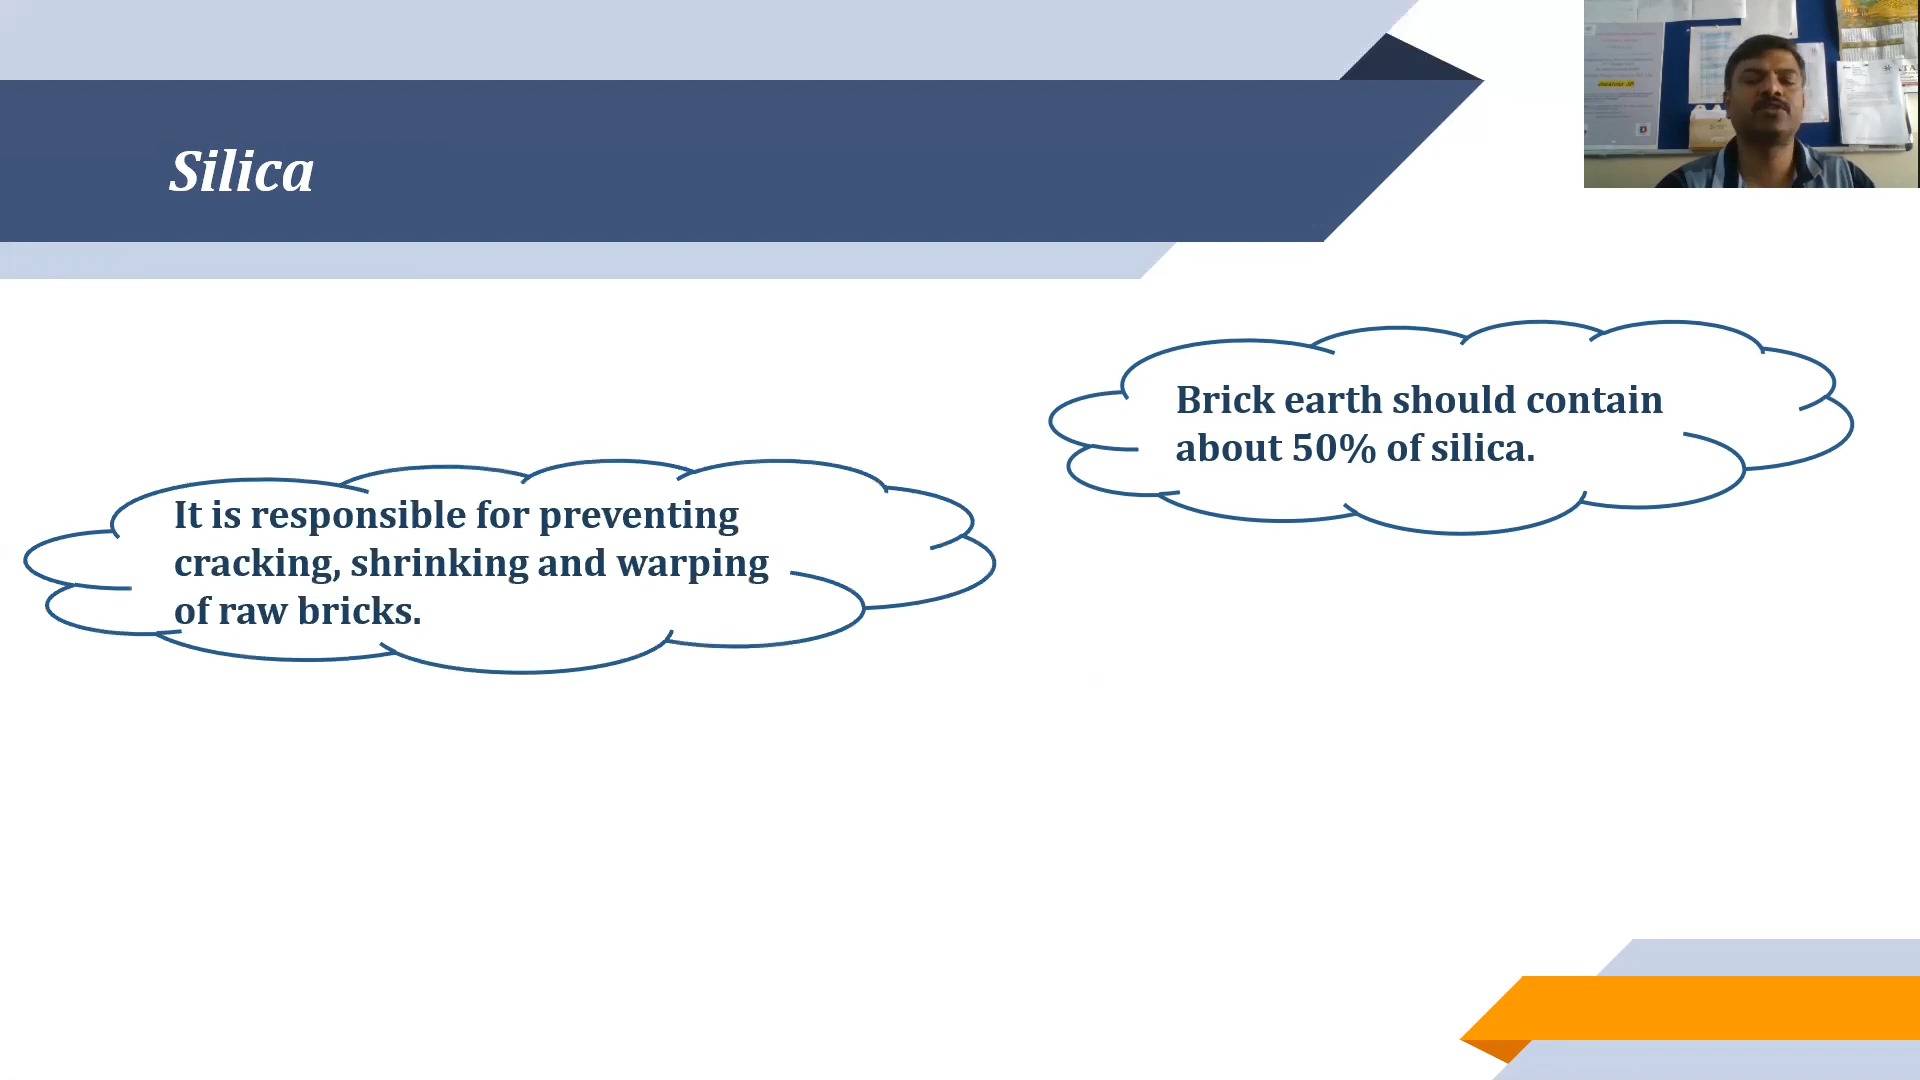 Silica
Brick earth should contain
about 50% of silica.
It is responsible for preventing
cracking, shrinking and warping
of raw bricks.